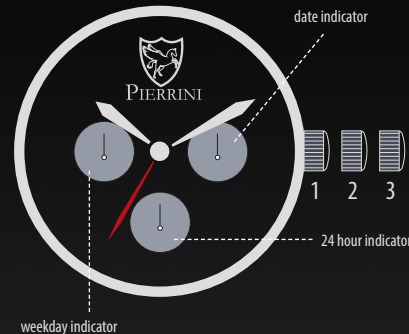 date indicator
PIERRINI
1 2 3
24 hour indicator
weekday indicator